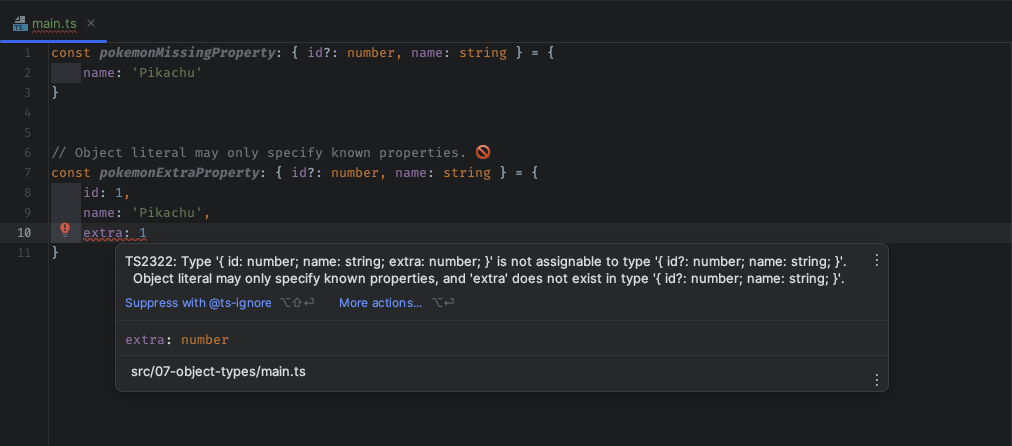 main.ts
1 const pokemonMissingProperty: { id?: number, name: string } = {
2 name: 'Pikachu'
3 }
4
5
6 // Object literal may only specify known properties. 🚫
7 const pokemonExtraProperty: { id?: number, name: string } = {
8 id: 1,
9 name: 'Pikachu',
10 extra: 1
11 }
TS2322: Type '{ id: number; name: string; extra: number; }' is not assignable to type '{ id?: number; name: string; }'.
Object literal may only specify known properties, and 'extra' does not exist in type '{ id?: number; name: string; }'.
Suppress with @ts-ignore ⌥⇧⏎ More actions... ⌥⏎
extra: number
src/07-object-types/main.ts